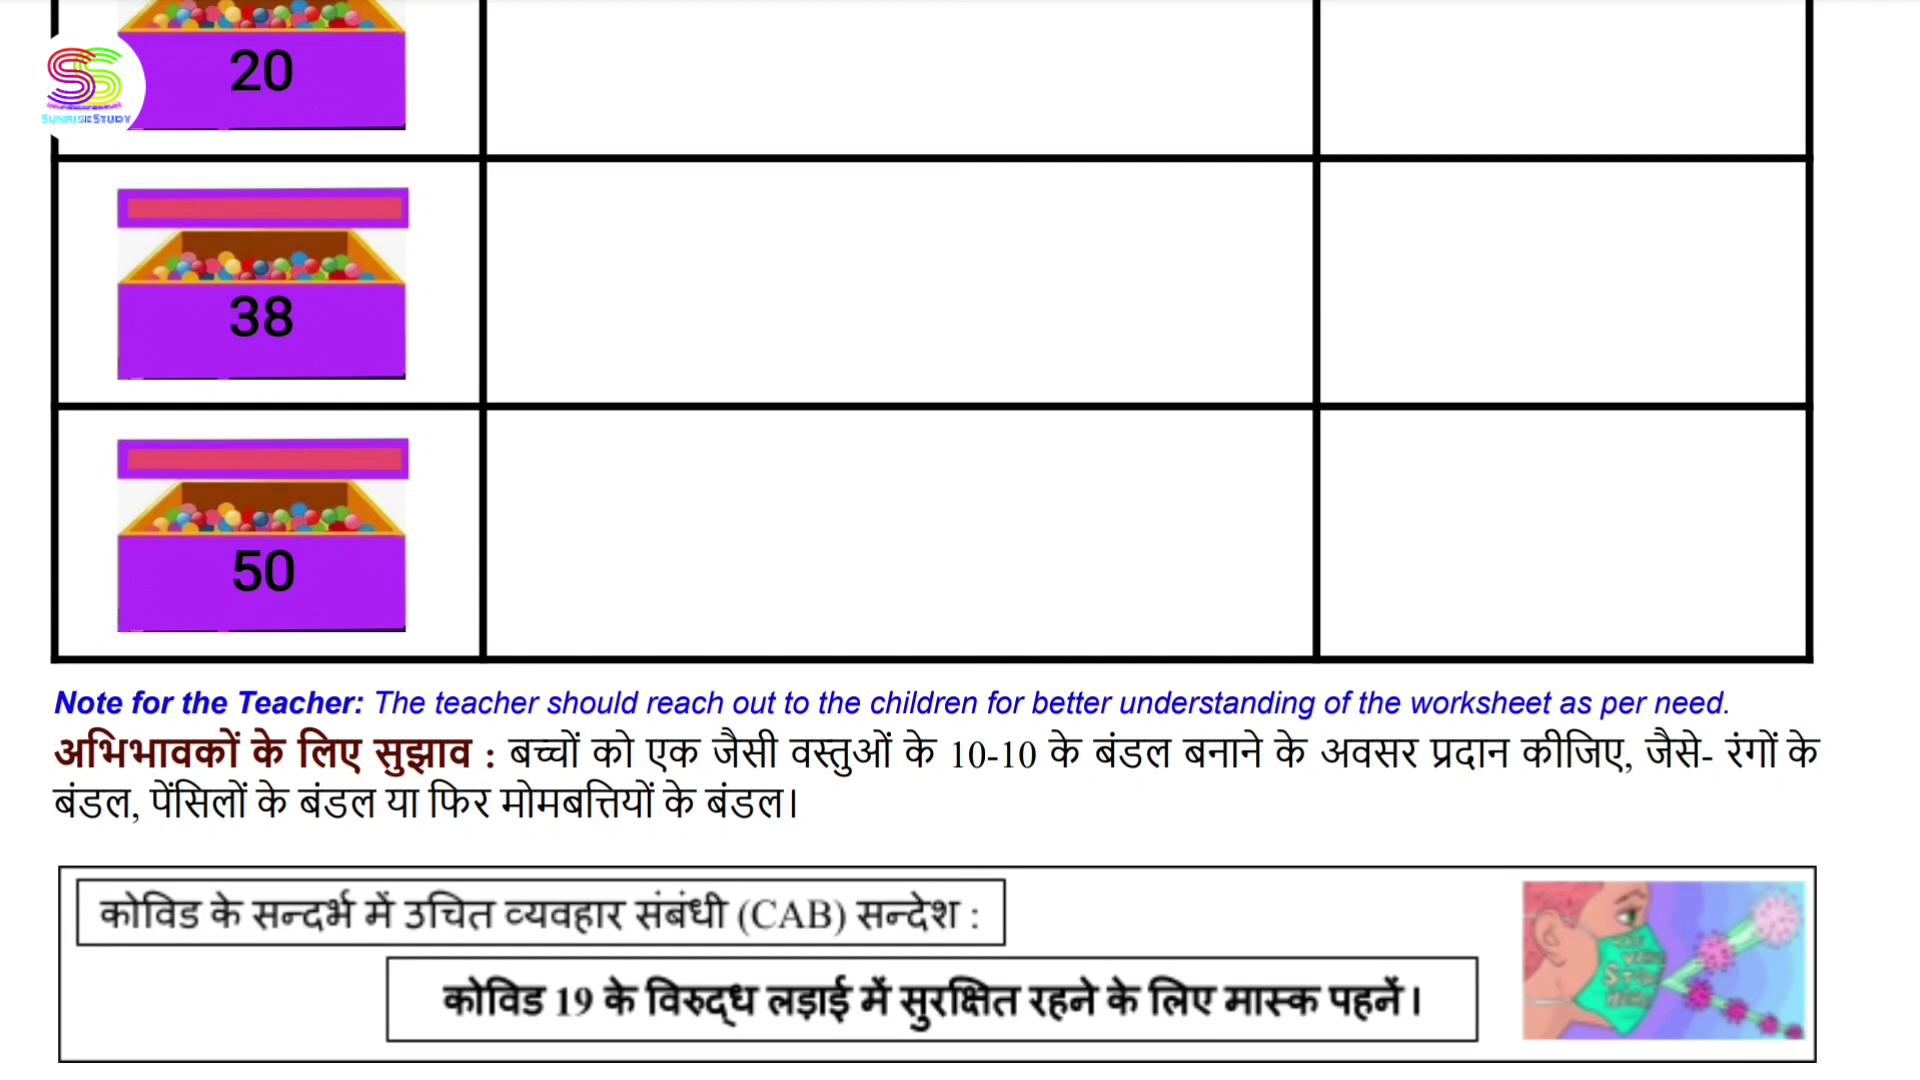 SUNRISE STUDY
20
38
50
Note for the Teacher: The teacher should reach out to the children for better understanding of the worksheet as per need.
अभिभावकों के लिए सुझाव : बच्चों को एक जैसी वस्तुओं के 10-10 के बंडल बनाने के अवसर प्रदान कीजिए, जैसे- रंगों के
बंडल, पेंसिलों के बंडल या फिर मोमबत्तियों के बंडल।
कोविड के सन्दर्भ में उचित व्यवहार संबंधी (CAB) सन्देश :
कोविड 19 के विरुद्ध लड़ाई में सुरक्षित रहने के लिए मास्क पहनें।